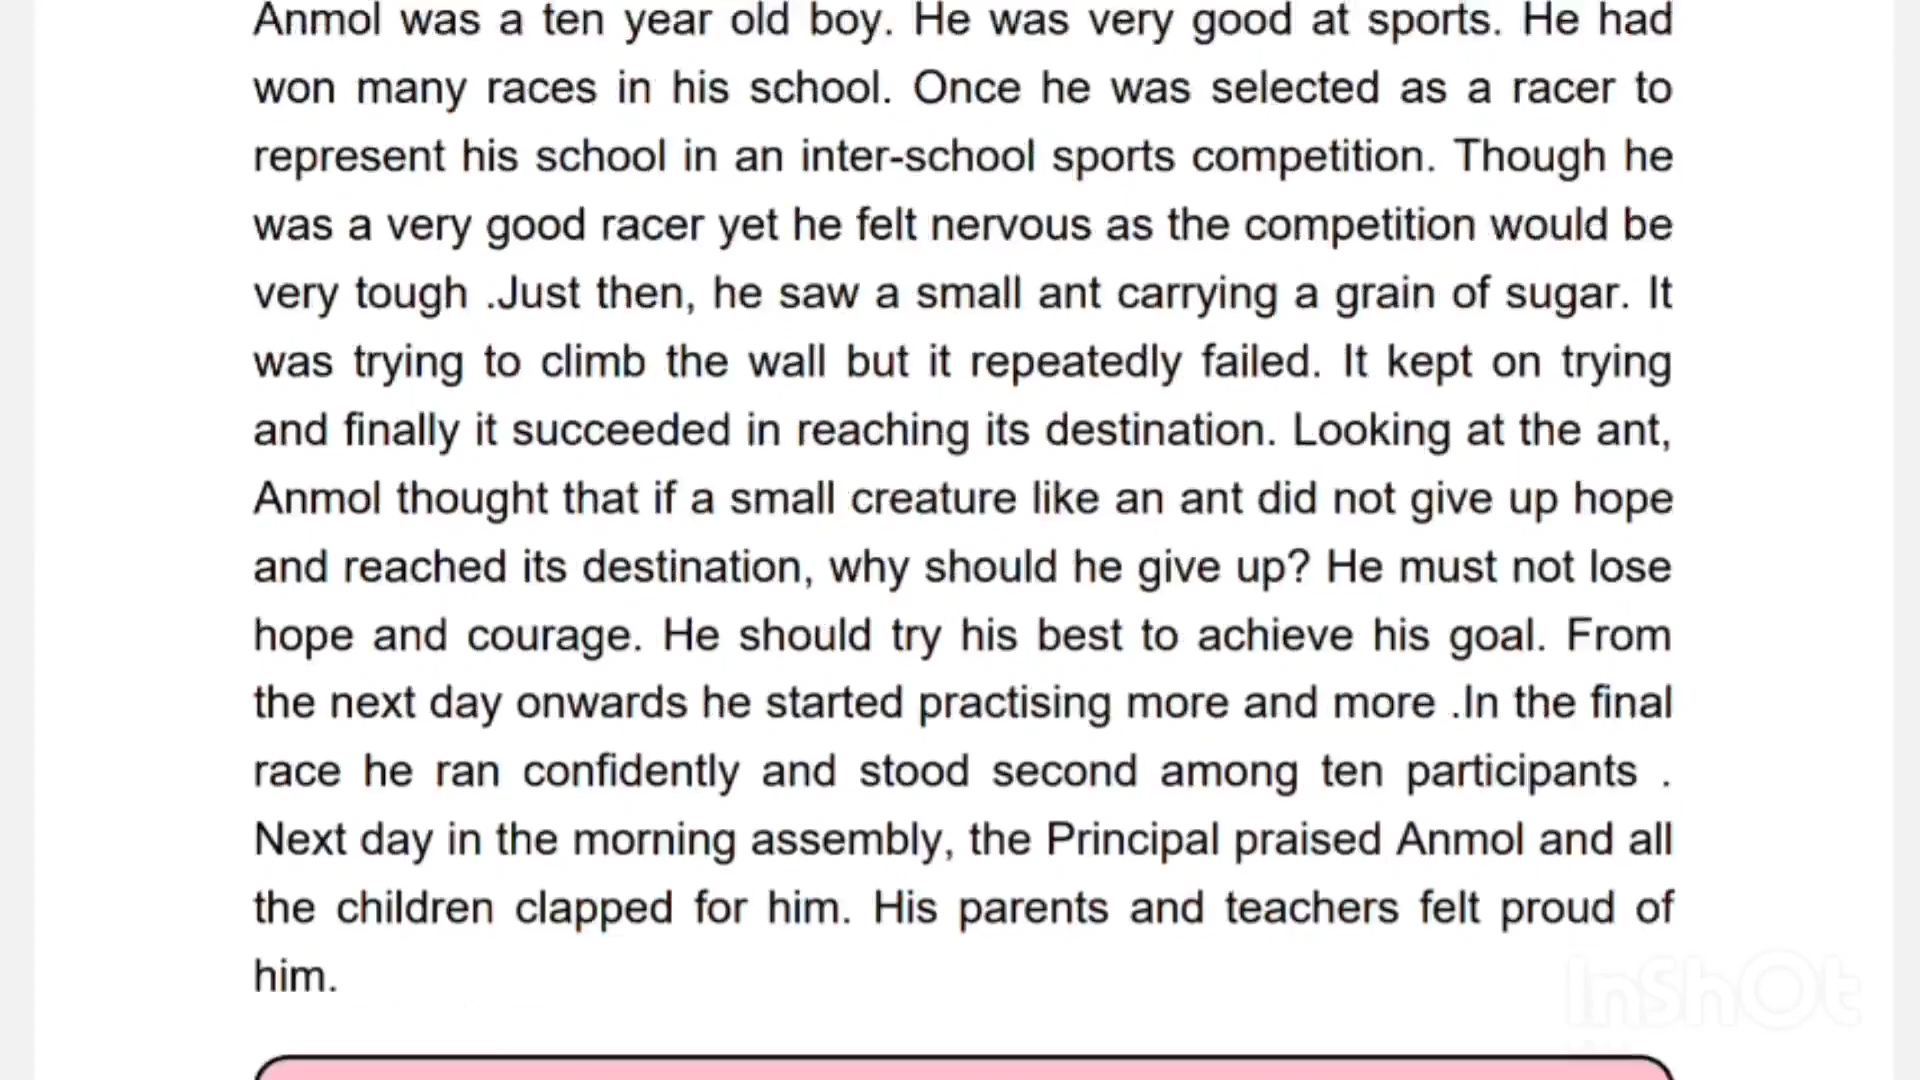 Anmol was a ten year old boy. He was very good at sports. He had
won many races in his school. Once he was selected as a racer to
represent his school in an inter-school sports competition. Though he
was a very good racer yet he felt nervous as the competition would be
very tough .Just then, he saw a small ant carrying a grain of sugar. It
was trying to climb the wall but it repeatedly failed. It kept on trying
and finally it succeeded in reaching its destination. Looking at the ant,
Anmol thought that if a small creature like an ant did not give up hope
and reached its destination, why should he give up? He must not lose
hope and courage. He should try his best to achieve his goal. From
the next day onwards he started practising more and more .In the final
race he ran confidently and stood second among ten participants .
Next day in the morning assembly, the Principal praised Anmol and all
the children clapped for him. His parents and teachers felt proud of
him.
InShOt